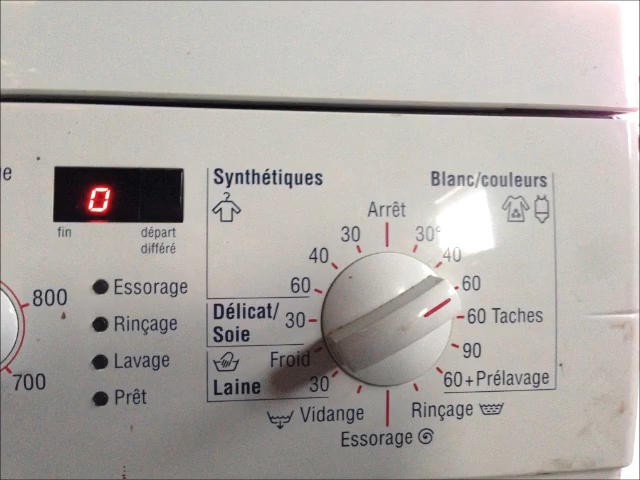 e
0
fin
départ
différé
Essorage
Rinçage
Lavage
Prêt
800
700
Synthétiques
Blanc/couleurs
Arrêt
30
40
60
Délicat/
Soie
30
Froid
Laine
30
Vidange
Essorage
Rinçage
60+Prélavage
90
60 Taches
60
40
30°